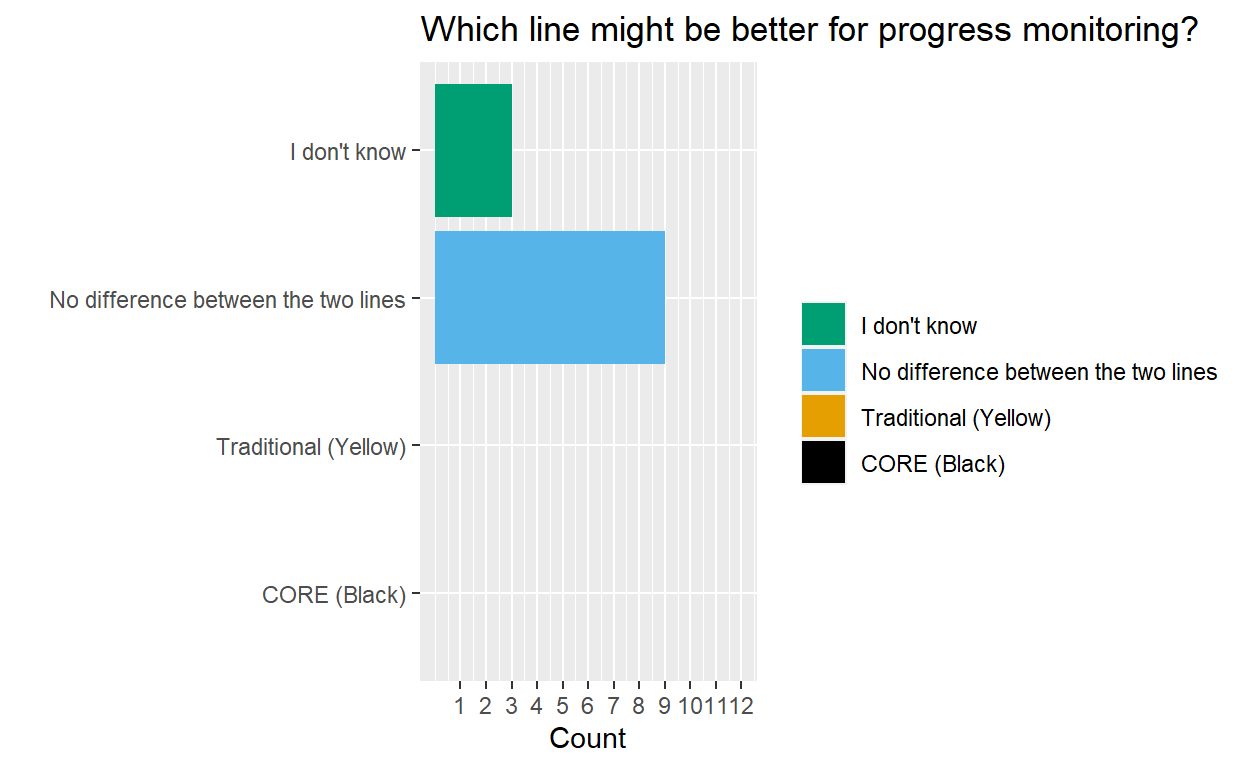 Which line might be better for progress monitoring?
I don't know
No difference between the two lines
Traditional (Yellow)
CORE (Black)
1 2 3 4 5 6 7 8 9 10 11 12
Count
I don't know
No difference between the two lines
Traditional (Yellow)
CORE (Black)